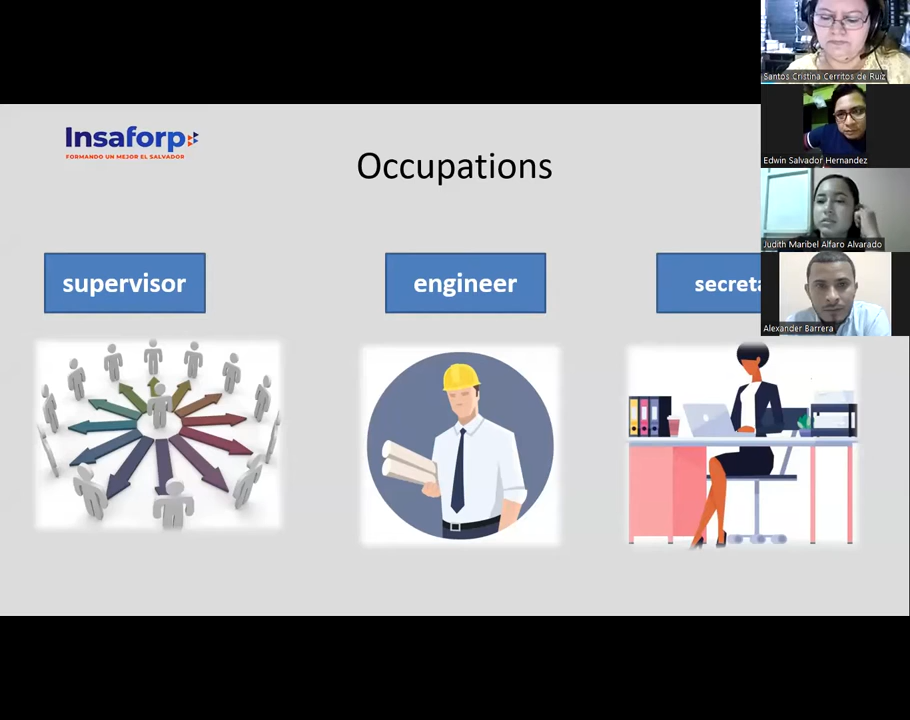 Insaforp
FORMANDO UN MEJOR EL SALVADOR
Occupations
supervisor
engineer
Santos Cristina Cerritos de Ruiz
Edwin Salvador Hernandez
Judith Maribel Alfaro Alvarado
Alexander Barrera